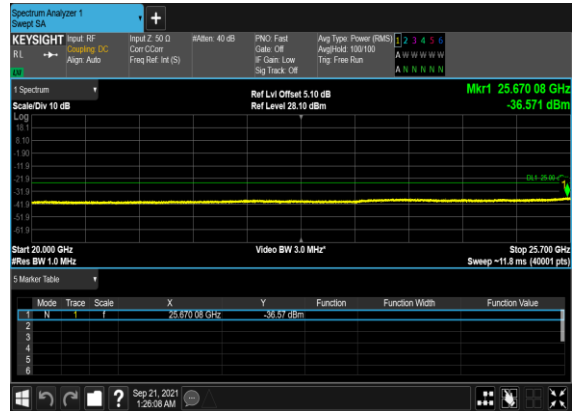 Spectrum Analyzer 1
Swept SA
+
KEYSIGHT Input: RF Input Z: 50 Ω #Atten: 40 dB PNO: Fast Avg Type: Power (RMS) 1 2 3 4 5 6
RL Coupling: DC Corr CCorr Gate: Off Avg|Hold: 100/100 A W W W W W
Align: Auto Freq Ref: Int (S) IF Gain: Low Trig: Free Run
Sig Track: Off A N N N N N
1 Spectrum
Ref Lvl Offset 5.10 dB Mkr1 25.670 08 GHz
Scale/Div 10 dB Ref Level 28.10 dBm -36.571 dBm
Log
18.1
8.10
-1.90
-11.9
-21.9 DL1 -25.00
1
-31.9
-41.9
-51.9
-61.9
Start 20.000 GHz Video BW 3.0 MHz* Stop 25.700 GHz
#Res BW 1.0 MHz Sweep ~11.8 ms (40001 pts)
5 Marker Table
Mode Trace Scale X Y Function Function Width Function Value
1 N 1 f 25.670 08 GHz -36.57 dBm
2
3
4
5
6
? Sep 21, 2021
1:26:08 AM